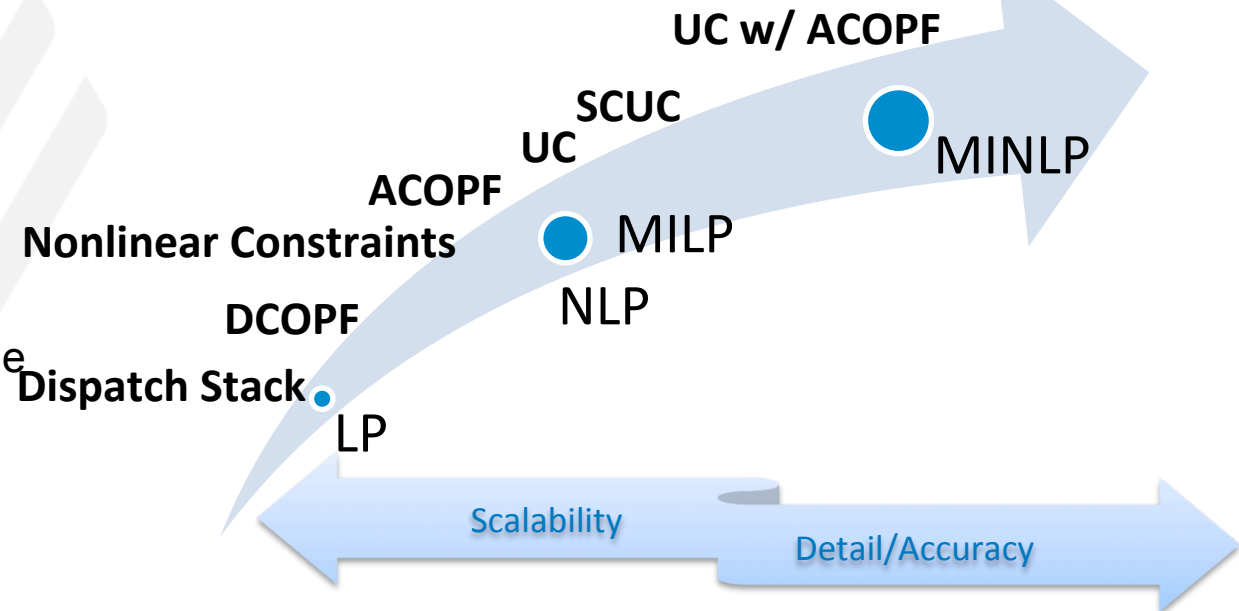 UC w/ ACOPF
SCUC
UC
MINLP
ACOPF
Nonlinear Constraints
MILP
NLP
DCOPF
e
Dispatch Stack
LP
Scalability
Detail/Accuracy